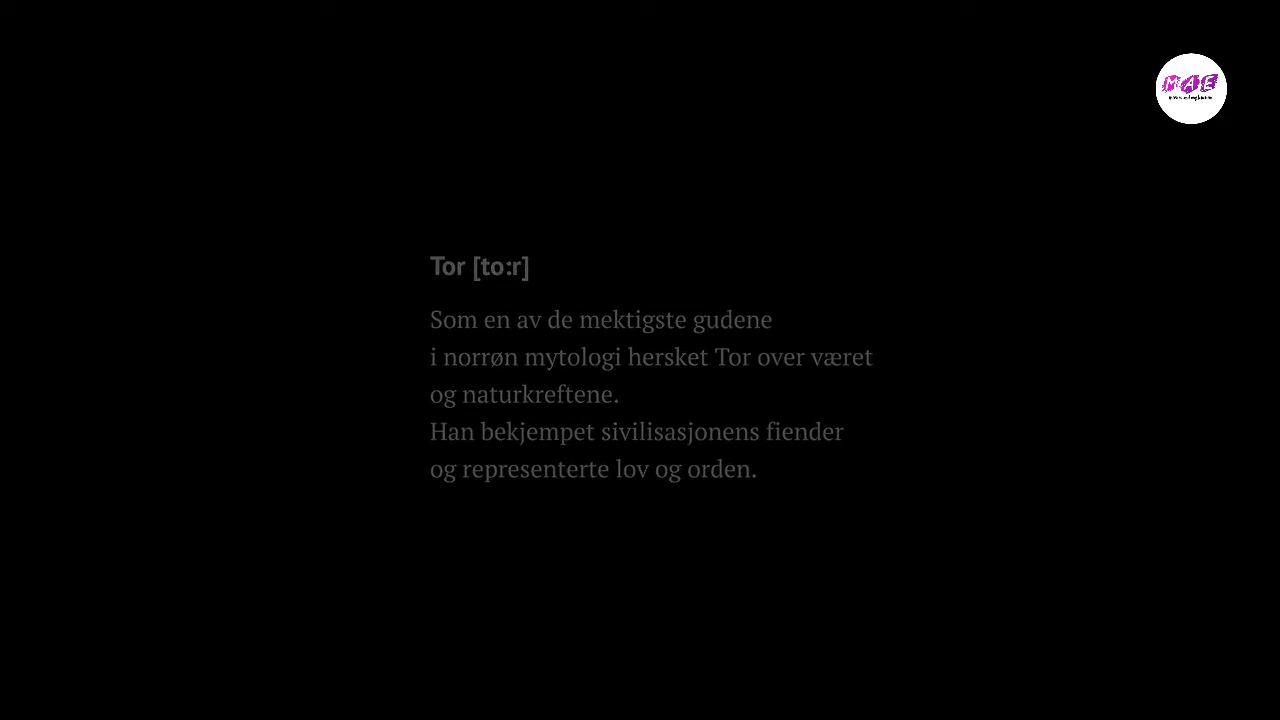 MAE
Tor [to:r]
Som en av de mektigste gudene
i norrøn mytologi hersket Tor over været
og naturkreftene.
Han bekjempet sivilisasjonens fiender
og representerte lov og orden.